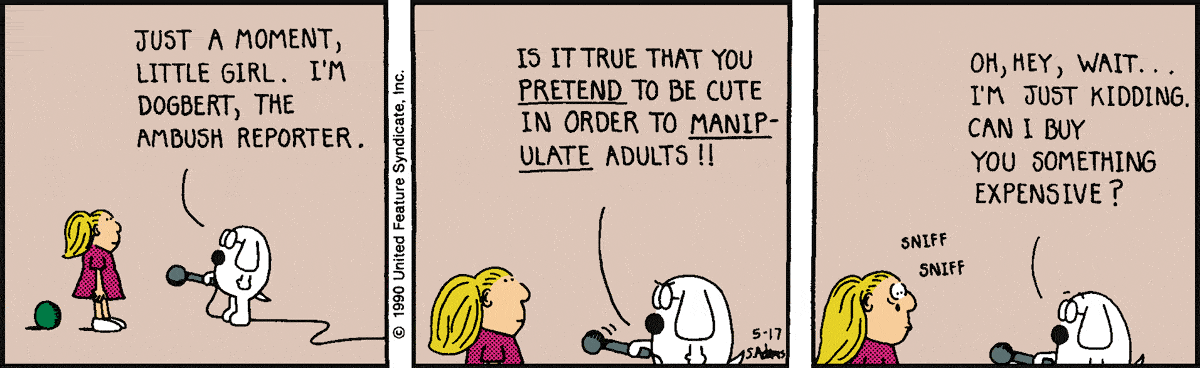 JUST A MOMENT,
LITTLE GIRL. I'M
DOGBERT, THE
AMBUSH REPORTER.
© 1990 United Feature Syndicate, Inc.
IS IT TRUE THAT YOU
PRETEND TO BE CUTE
IN ORDER TO MANIP-
ULATE ADULTS!!
5-17
S.Adams
OH, HEY, WAIT...
I'M JUST KIDDING.
CAN I BUY
YOU SOMETHING
EXPENSIVE?
SNIFF
SNIFF